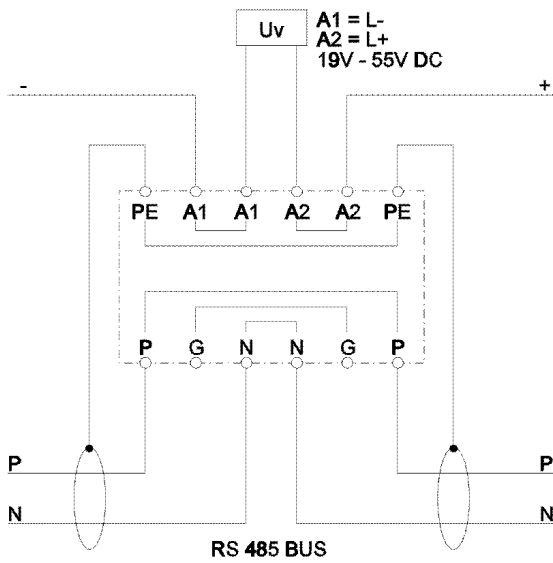 Uv
A1 = L-
A2 = L+
19V - 55V DC
- +
PE A1 A1 A2 A2 PE
P G N N G P
P P
N N
RS 485 BUS